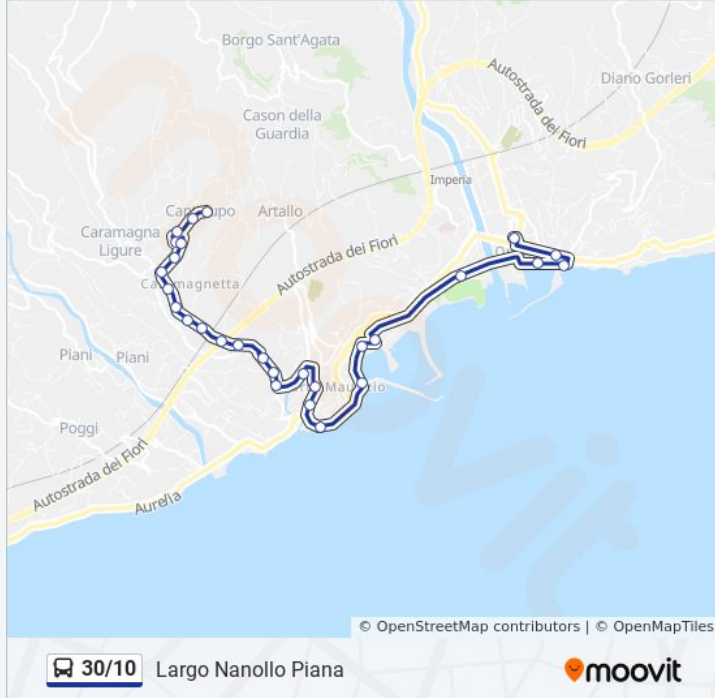 Borgo Sant'Agata
Autostrada dei Fiori
Diano Gorleri
Cason della
Guardia
Imperia
Artallo
Caramagna
Ligure
Autostrada dei Fiori
Piani
Piani
Poggi
Autostrada dei Fiori
Aurelia
© OpenStreetMap contributors | © OpenMapTiles
30/10
Largo Nanollo Piana
moovit